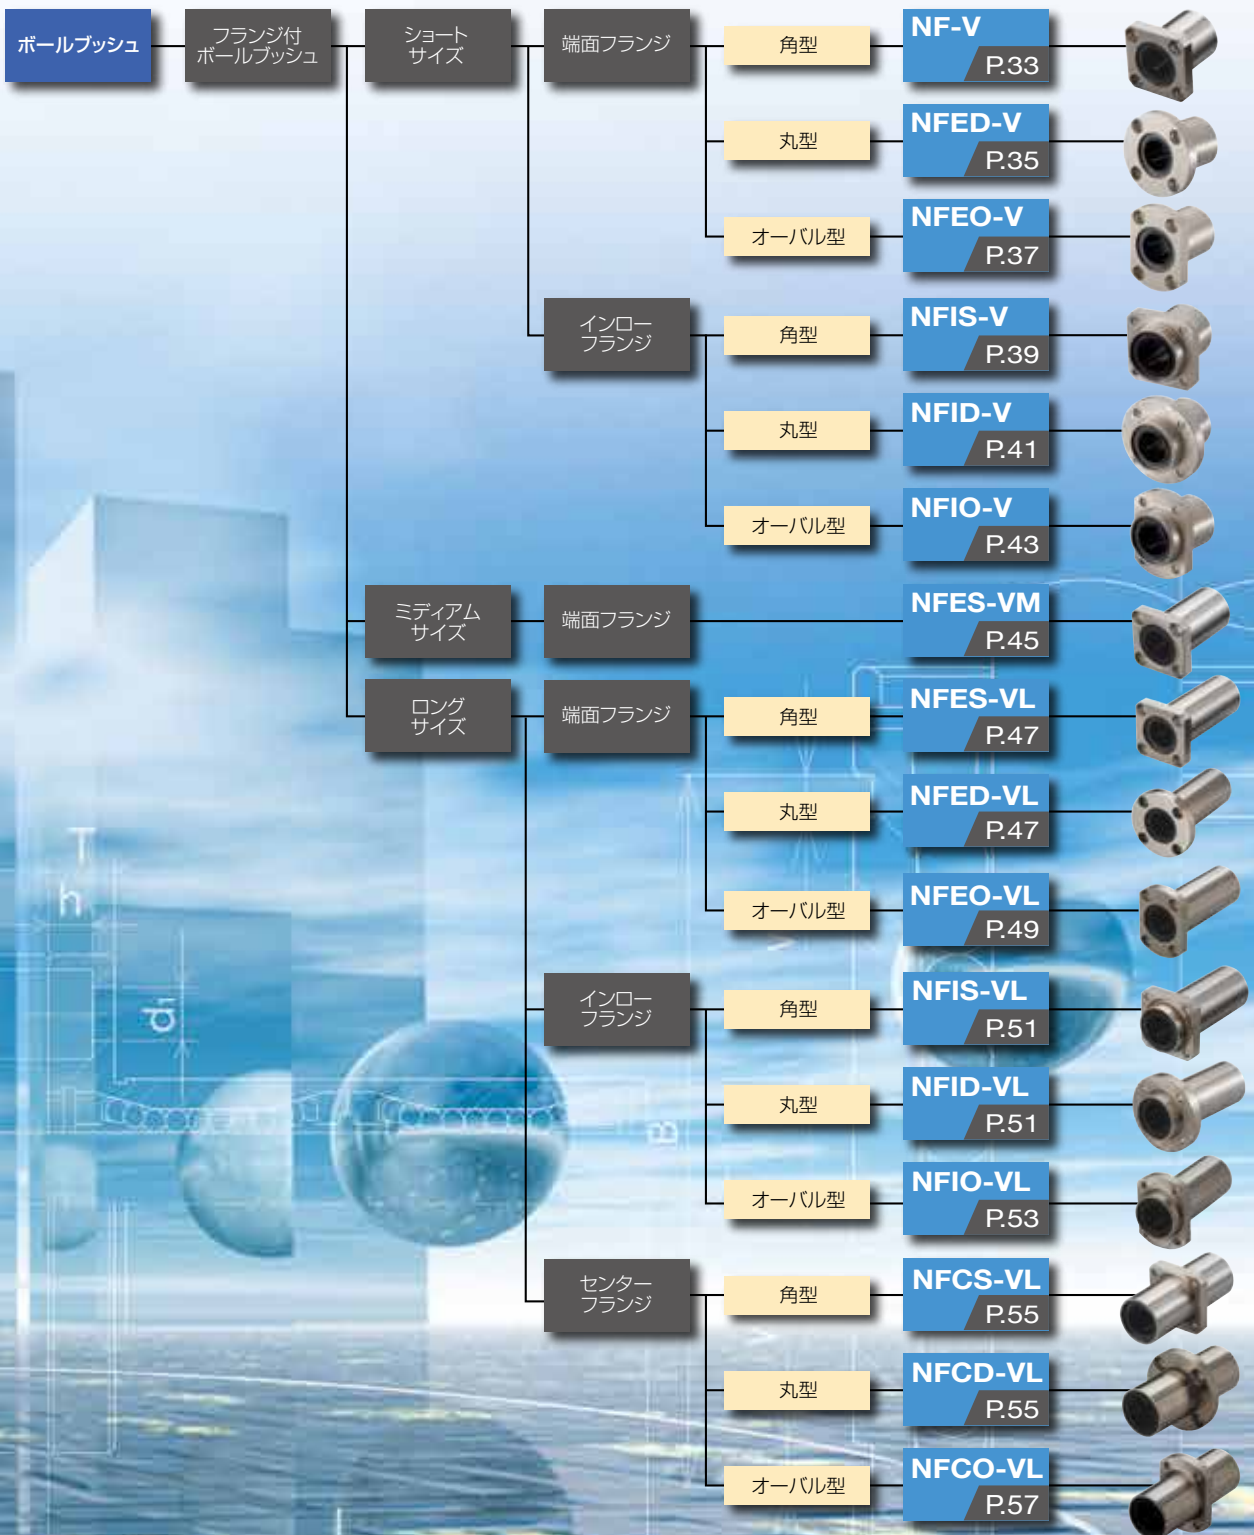 ボールブッシュ
フランジ付
ボールブッシュ
ショート
サイズ
端面フランジ
角型
NF-V
P.33
丸型
NFED-V
P.35
オーバル型
NFEO-V
P.37
インロー
フランジ
角型
NFIS-V
P.39
丸型
NFID-V
P.41
オーバル型
NFIO-V
P.43
ミディアム
サイズ
端面フランジ
NFES-VM
P.45
ロング
サイズ
端面フランジ
角型
NFES-VL
P.47
丸型
NFED-VL
P.47
オーバル型
NFEO-VL
P.49
インロー
フランジ
角型
NFIS-VL
P.51
丸型
NFID-VL
P.51
オーバル型
NFIO-VL
P.53
センター
フランジ
角型
NFCS-VL
P.55
丸型
NFCD-VL
P.55
オーバル型
NFCO-VL
P.57
T
h
d1
B